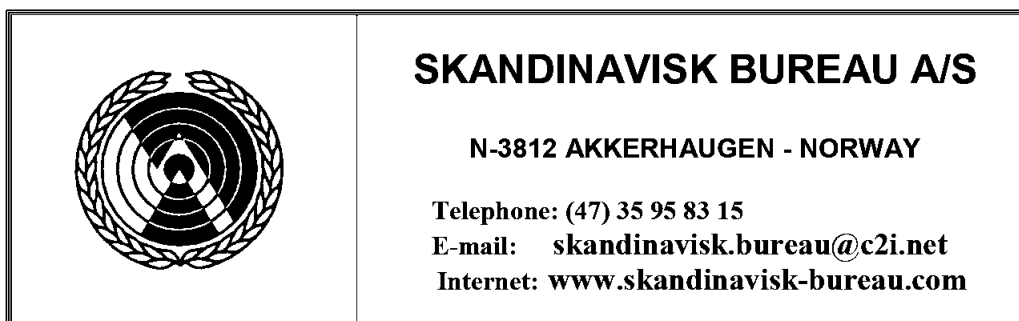 SKANDINAVISK BUREAU A/S
N-3812 AKKERHAUGEN - NORWAY
Telephone: (47) 35 95 83 15
E-mail: skandinavisk.bureau@c2i.net
Internet: www.skandinavisk-bureau.com